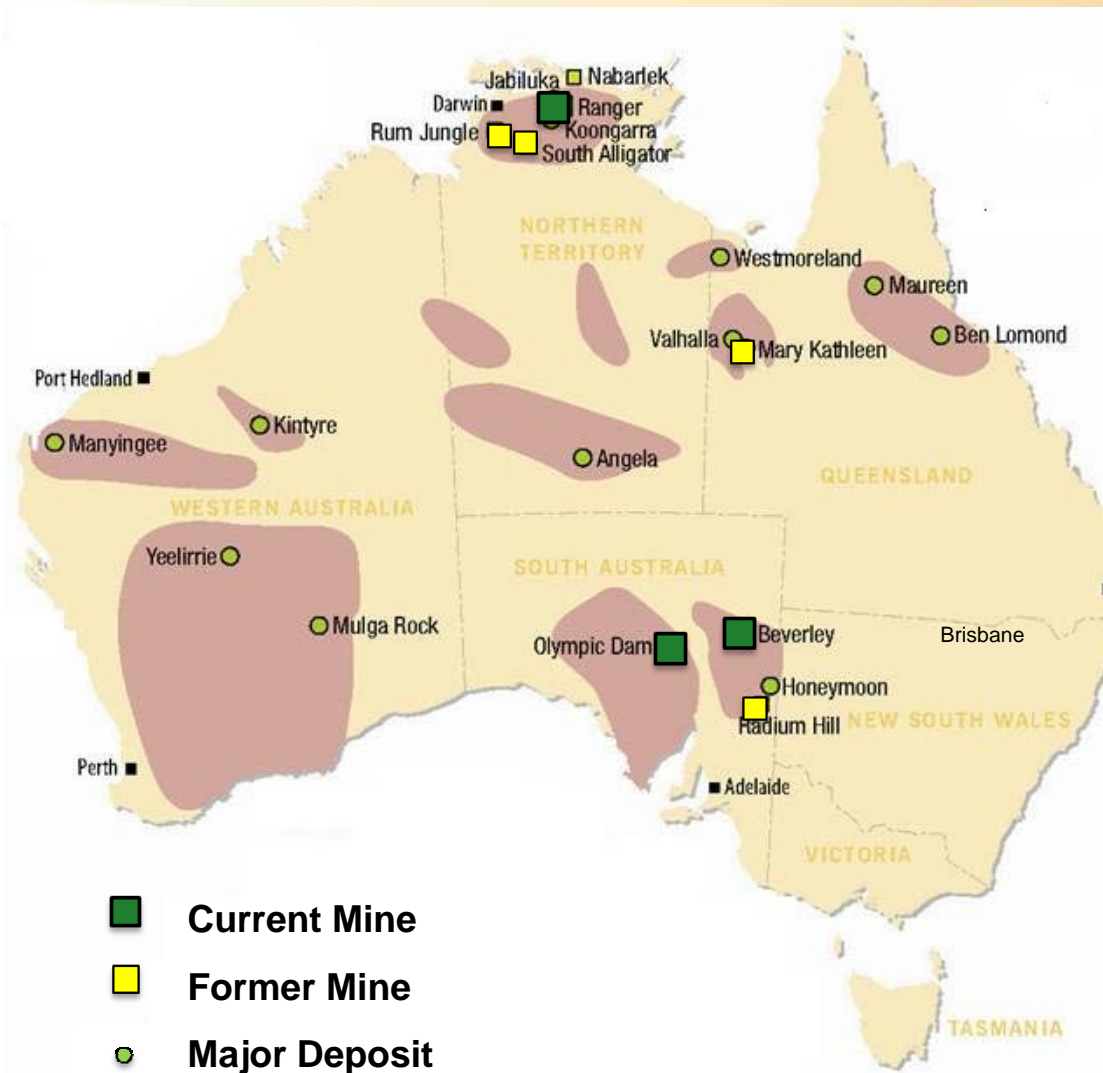 Jabiluka
Nabarlek
Darwin
Ranger
Rum Jungle
Koongarra
South Alligator
NORTHERN
TERRITORY
Westmoreland
Maureen
Valhalla
Mary Kathleen
Ben Lomond
Port Hedland
Kintyre
Manyingee
Angela
QUEENSLAND
WESTERN AUSTRALIA
Yeelirrie
SOUTH AUSTRALIA
Mulga Rock
Olympic Dam
Beverley
Brisbane
Honeymoon
Radium Hill
NEW SOUTH WALES
Perth
Adelaide
VICTORIA
Current Mine
Former Mine
TASMANIA
Major Deposit